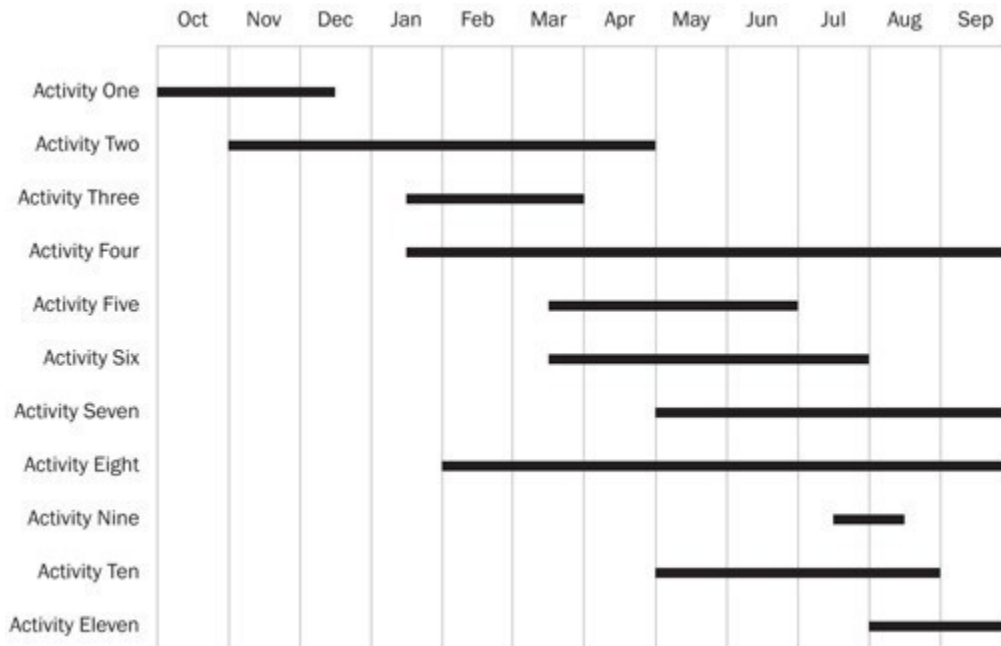 Oct Nov Dec Jan Feb Mar Apr May Jun Jul Aug Sep
Activity One
Activity Two
Activity Three
Activity Four
Activity Five
Activity Six
Activity Seven
Activity Eight
Activity Nine
Activity Ten
Activity Eleven